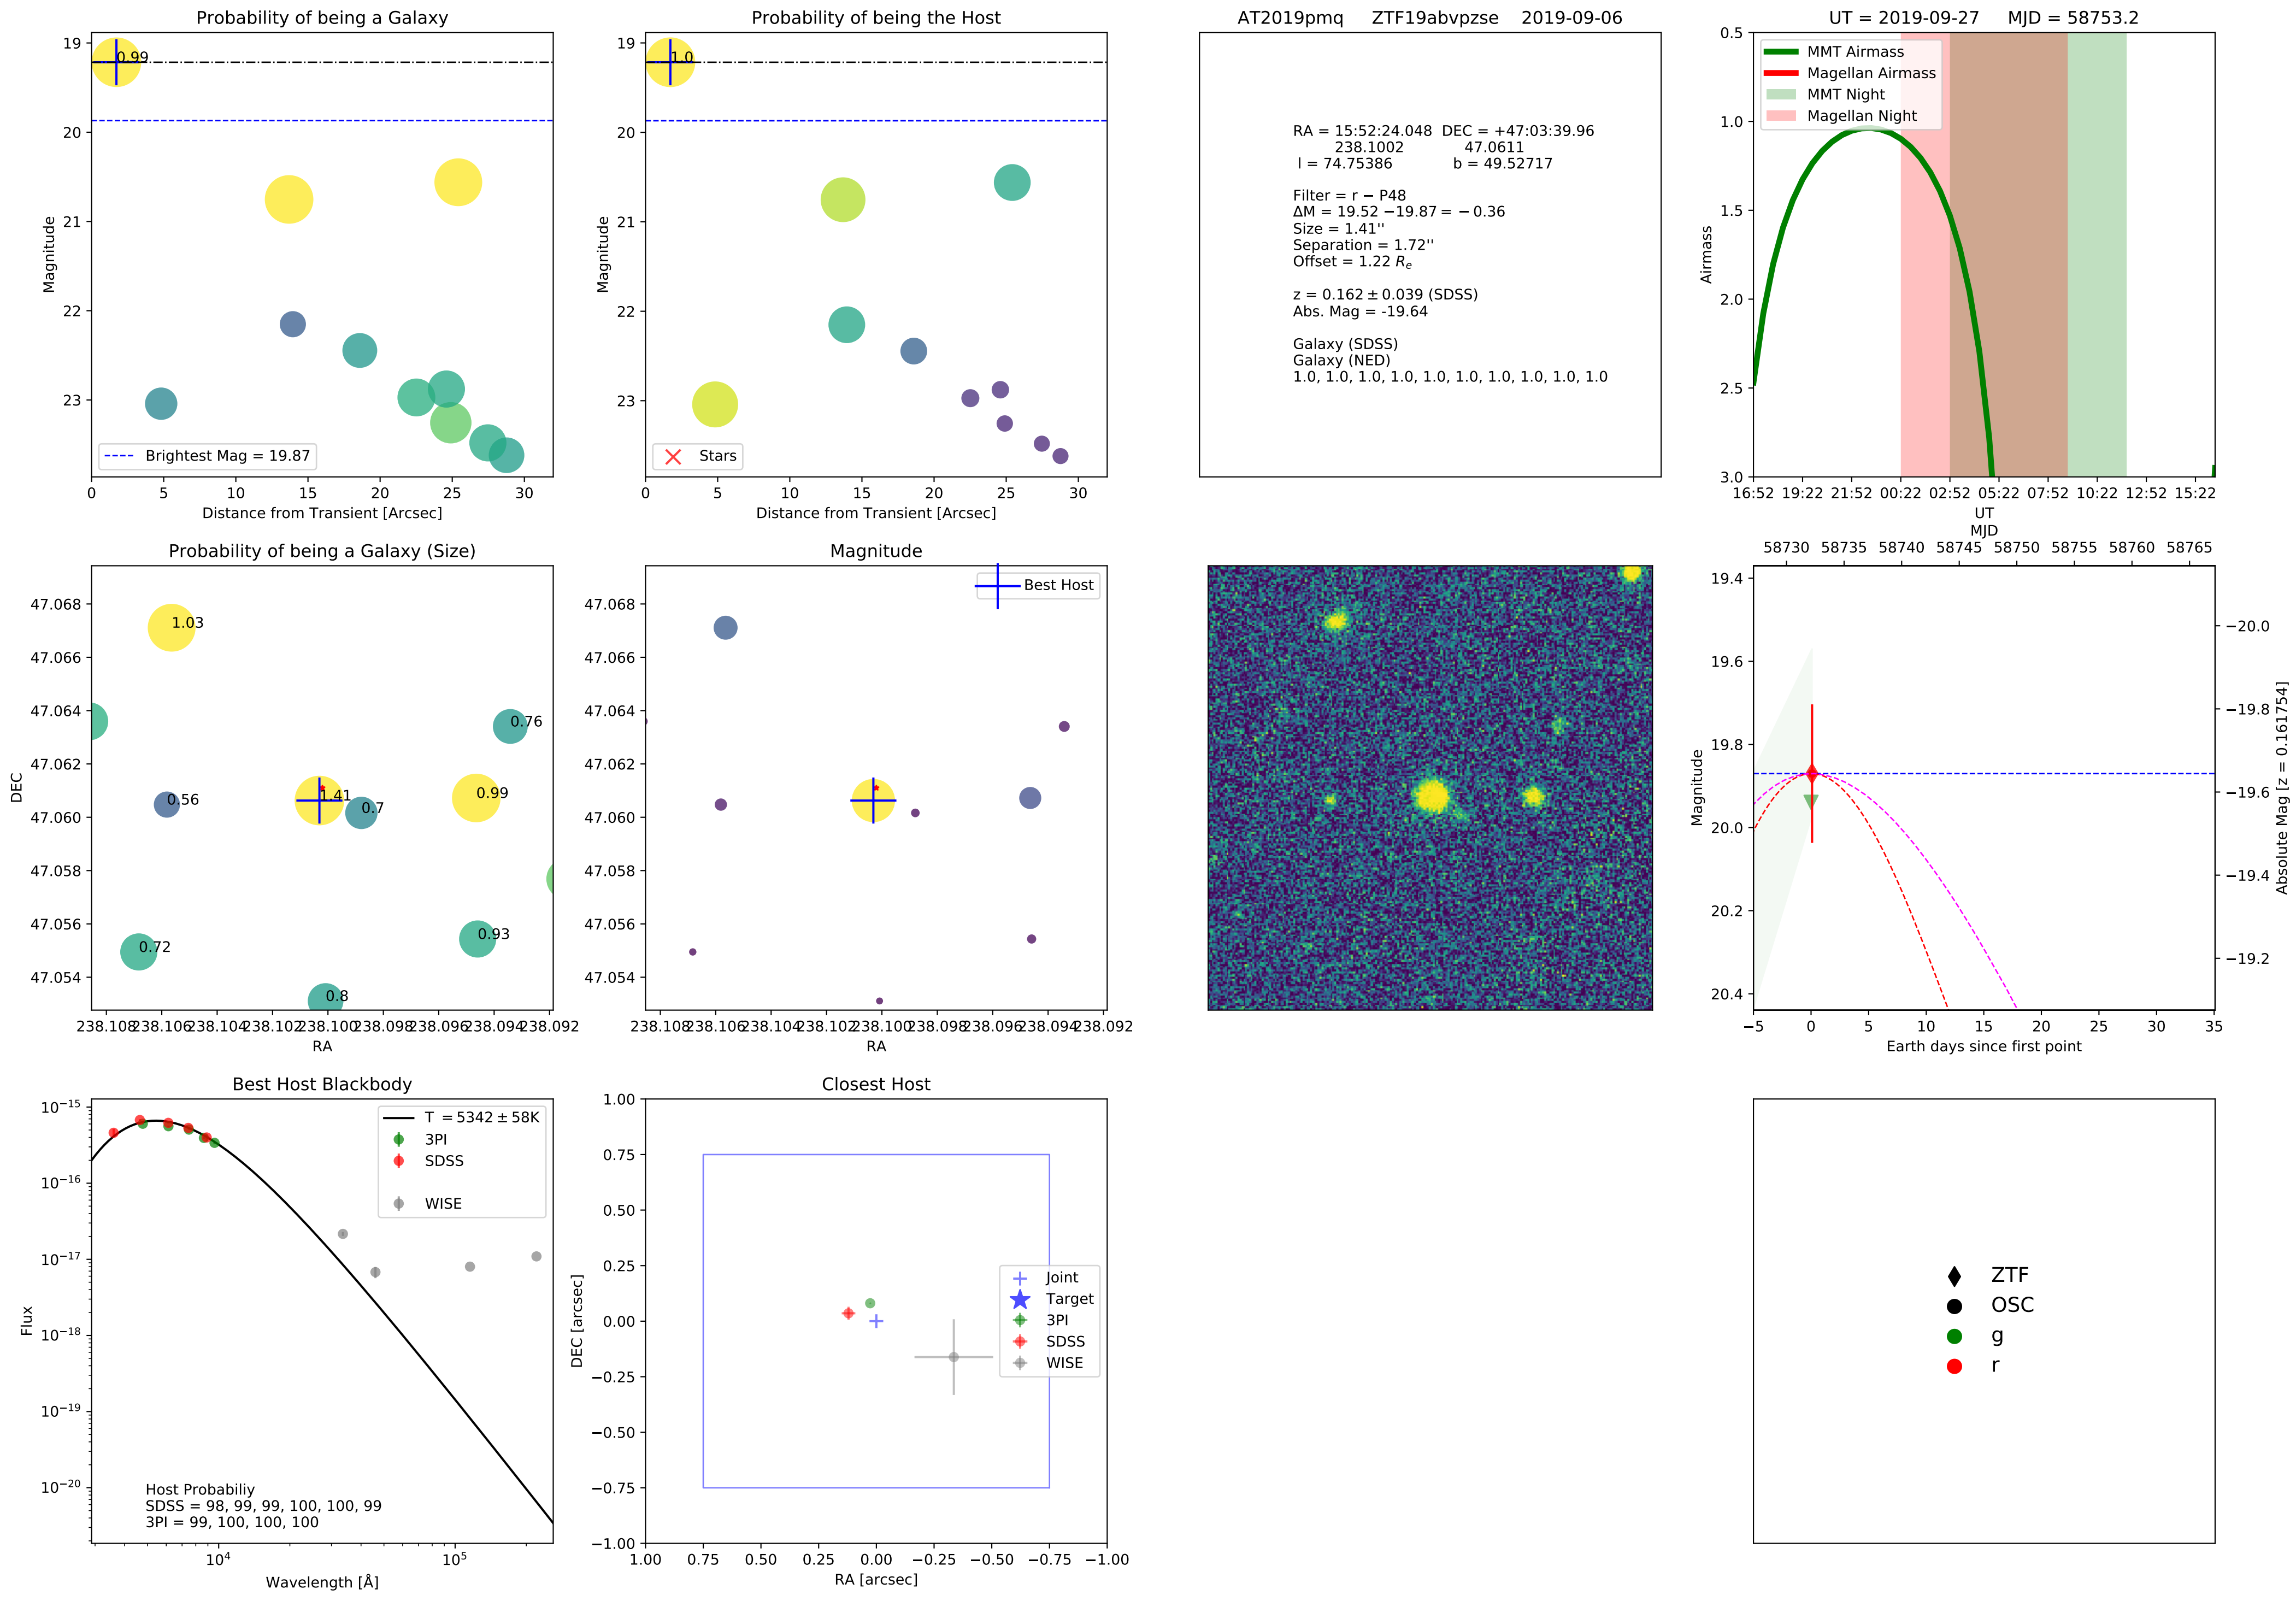 Probability of being a Galaxy
0.99
19
20
21
22
23
Magnitude
Brightest Mag = 19.87
0 5 10 15 20 25 30
Distance from Transient [Arcsec]
Probability of being the Host
1.0
19
20
21
22
23
Magnitude
Stars
0 5 10 15 20 25 30
Distance from Transient [Arcsec]
AT2019pmq ZTF19abvpzse 2019-09-06
RA = 15:52:24.048 DEC = +47:03:39.96
238.1002 47.0611
l = 74.75386 b = 49.52717
Filter = r − P48
ΔM = 19.52 −19.87 = −0.36
Size = 1.41''
Separation = 1.72''
Offset = 1.22 Re
z = 0.162 ± 0.039 (SDSS)
Abs. Mag = -19.64
Galaxy (SDSS)
Galaxy (NED)
1.0, 1.0, 1.0, 1.0, 1.0, 1.0, 1.0, 1.0, 1.0, 1.0
UT = 2019-09-27 MJD = 58753.2
MMT Airmass
Magellan Airmass
MMT Night
Magellan Night
0.5
1.0
1.5
2.0
2.5
3.0
Airmass
16:52 19:22 21:52 00:22 02:52 05:22 07:52 10:22 12:52 15:22
UT
Probability of being a Galaxy (Size)
1.03
0.76
1.41
0.7
0.99
0.56
0.93
0.72
0.8
47.068
47.066
47.064
47.062
47.060
47.058
47.056
47.054
DEC
238.108 238.106 238.104 238.102 238.100 238.098 238.096 238.094 238.092
RA
Magnitude
Best Host
47.068
47.066
47.064
47.062
47.060
47.058
47.056
47.054
238.108 238.106 238.104 238.102 238.100 238.098 238.096 238.094 238.092
RA
MJD
58730 58735 58740 58745 58750 58755 58760 58765
19.4
19.6
19.8
20.0
20.2
20.4
Magnitude
−20.0
−19.8
−19.6
−19.4
−19.2
Absolute Mag [z = 0.161754]
−5 0 5 10 15 20 25 30 35
Earth days since first point
Best Host Blackbody
T = 5342 ± 58K
3PI
SDSS
WISE
10−15
10−16
10−17
10−18
10−19
10−20
Flux
Host Probabiliy
SDSS = 98, 99, 99, 100, 100, 99
3PI = 99, 100, 100, 100
104 105
Wavelength [Å]
Closest Host
1.00
0.75
0.50
0.25
0.00
−0.25
−0.50
−0.75
−1.00
DEC [arcsec]
Joint
Target
3PI
SDSS
WISE
1.00 0.75 0.50 0.25 0.00 −0.25 −0.50 −0.75 −1.00
RA [arcsec]
ZTF
OSC
g
r